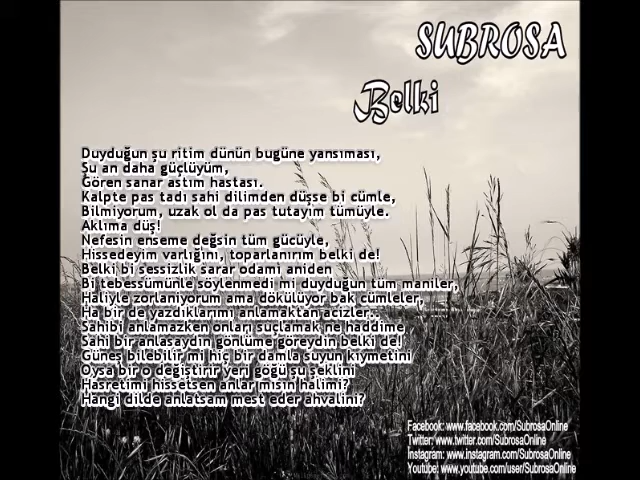 SUBROSA
Belki
Duyduğun şu ritim dünün bugüne yansıması,
Şu an daha güçlüyüm,
Gören sanar astım hastası.
Kalpte pas tadı sahi dilimden düşse bi cümle,
Bilmiyorum, uzak ol da pas tutayım tümüyle.
Aklıma düş!
Nefesin enseme değsin tüm gücüyle,
Hissedeyim varlığını, toparlanırım belki de!
Belki bi sessizlik sarar odamı aniden
Bi tebessümünle söylenmedi mi duyduğun tüm maniler,
Haliyle zorlanıyorum ama dökülüyor bak cümleler,
Ha bir de yazdıklarımı anlamaktan acizler..
Sahibi anlamazken onları suçlamak ne haddime
Sahi bir anlasaydın gönlüme göreydin belki de!
Güneş bilebilir mi hiç bir damla suyun kıymetini
Oysa bir o değiştirir yeri göğü şu şeklini
Hasretimi hissetsen anlar mısın halimi?
Hangi dilde anlatsam mest eder ahvalini?
Facebook: www.facebook.com/SubrosaOnline
Twitter: www.twitter.com/SubrosaOnline
Instagram: www.instagram.com/SubrosaOnline
Youtube: www.youtube.com/user/SubrosaOnline